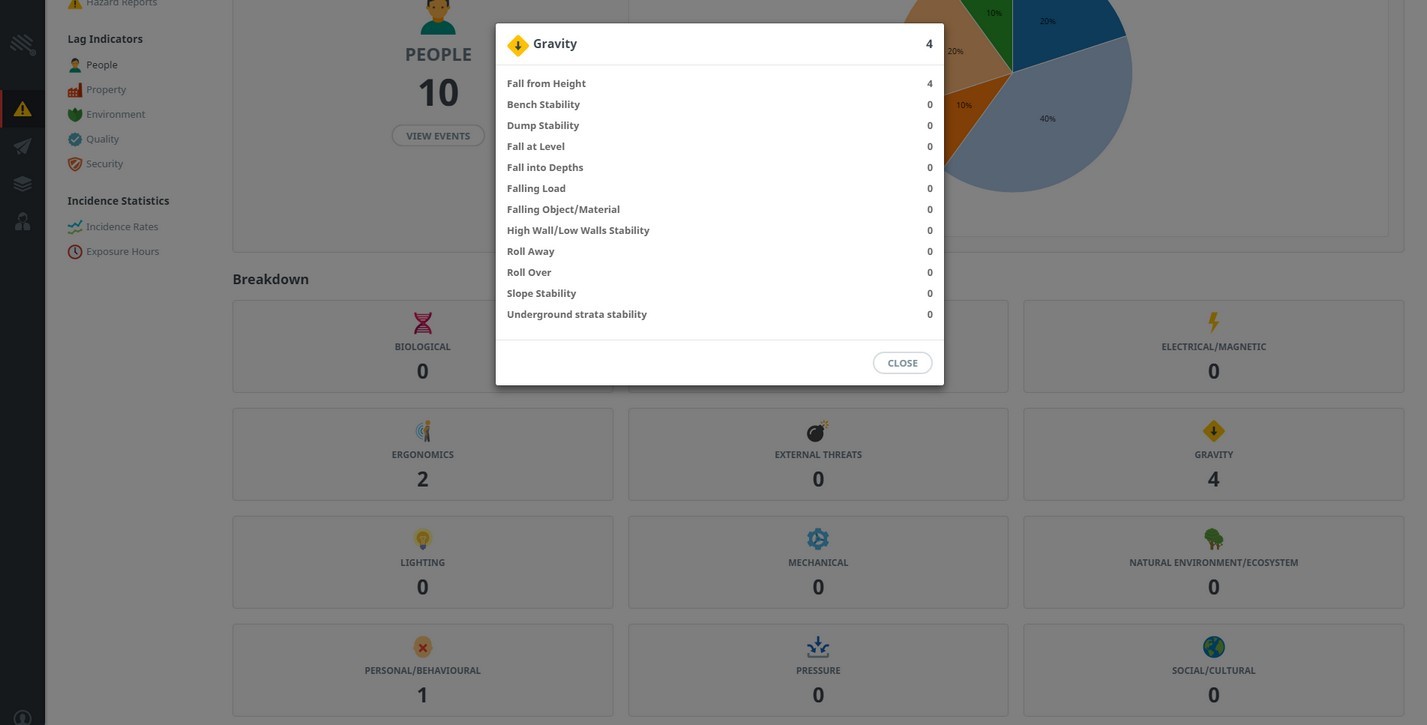 Hazard Reports
Lag Indicators
People
Property
Environment
Quality
Security
Incidence Statistics
Incidence Rates
Exposure Hours
PEOPLE
10
VIEW EVENTS
10%
20%
20%
10%
40%
Gravity 4
Fall from Height 4
Bench Stability 0
Dump Stability 0
Fall at Level 0
Fall into Depths 0
Falling Load 0
Falling Object/Material 0
High Wall/Low Walls Stability 0
Roll Away 0
Roll Over 0
Slope Stability 0
Underground strata stability 0
CLOSE
Breakdown
BIOLOGICAL
0
ELECTRICAL/MAGNETIC
0
ERGONOMICS
2
EXTERNAL THREATS
0
GRAVITY
4
LIGHTING
0
MECHANICAL
0
NATURAL ENVIRONMENT/ECOSYSTEM
0
PERSONAL/BEHAVIOURAL
1
PRESSURE
0
SOCIAL/CULTURAL
0